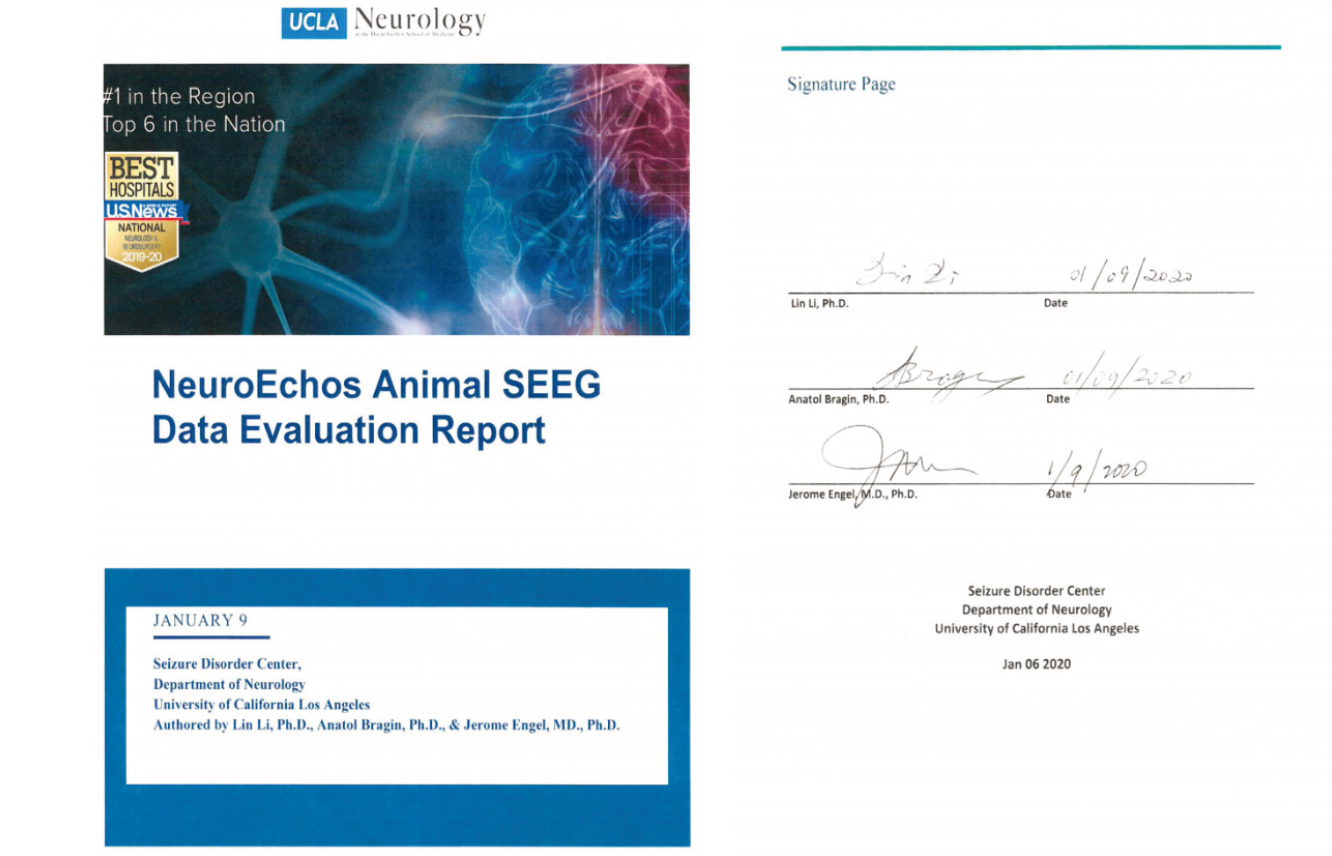 UCLA Neurology
at the David Geffen School of Medicine
#1 in the Region
Top 6 in the Nation
BEST
HOSPITALS
U.S.News
NATIONAL
NEUROLOGY &
NEUROSURGERY
2019-20
NeuroEchos Animal SEEG
Data Evaluation Report
JANUARY 9
Seizure Disorder Center,
Department of Neurology
University of California Los Angeles
Authored by Lin Li, Ph.D., Anatol Bragin, Ph.D., & Jerome Engel, MD., Ph.D.
Signature Page
Lin Li 01/09/2020
Lin Li, Ph.D. Date
ABragin 01/09/2020
Anatol Bragin, Ph.D. Date
1/9/2020
Jerome Engel, M.D., Ph.D. Date
Seizure Disorder Center
Department of Neurology
University of California Los Angeles
Jan 06 2020